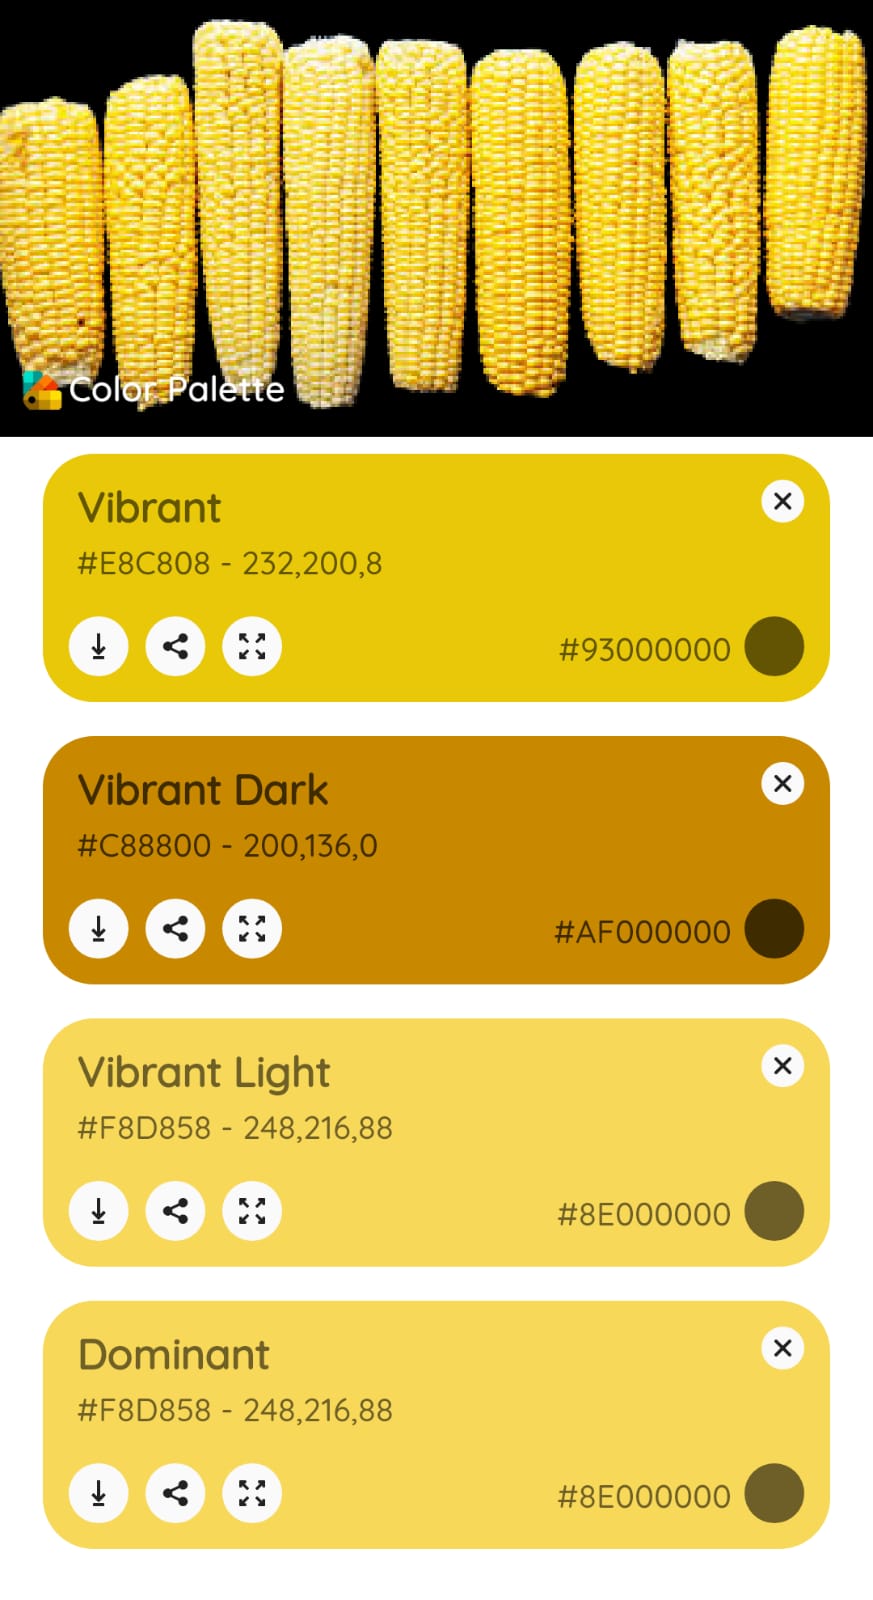 Color Palette
Vibrant
#E8C808 - 232,200,8
#93000000
Vibrant Dark
#C88800 - 200,136,0
#AF000000
Vibrant Light
#F8D858 - 248,216,88
#8E000000
Dominant
#F8D858 - 248,216,88
#8E000000